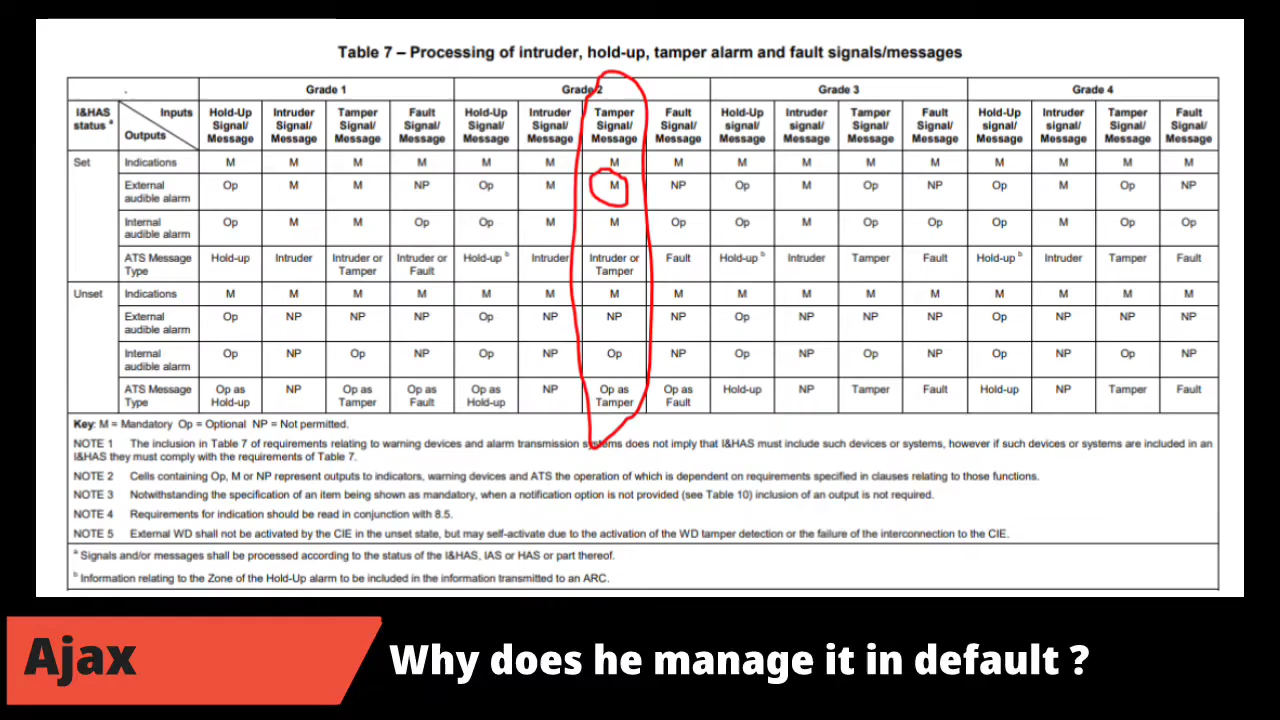 Table 7 – Processing of intruder, hold-up, tamper alarm and fault signals/messages
Grade 1 Grade 2 Grade 3 Grade 4
I&HAS status a Inputs Outputs Hold-Up Signal/ Message Intruder Signal/ Message Tamper Signal/ Message Fault Signal/ Message Hold-Up Signal/ Message Intruder Signal/ Message Tamper Signal/ Message Fault Signal/ Message Hold-Up signal/ Message Intruder signal/ Message Tamper Signal/ Message Fault Signal/ Message Hold-Up signal/ Message Intruder signal/ Message Tamper Signal/ Message Fault Signal/ Message
Set Indications M M M M M M M M M M M M M M M M
External audible alarm Op M M NP Op M M NP Op M Op NP Op M Op NP
Internal audible alarm Op M M Op Op M M Op Op M Op Op Op M Op Op
ATS Message Type Hold-up Intruder Intruder or Tamper Intruder or Fault Hold-up b Intruder Intruder or Tamper Fault Hold-up b Intruder Tamper Fault Hold-up b Intruder Tamper Fault
Unset Indications M M M M M M M M M M M M M M M M
External audible alarm Op NP NP NP Op NP NP NP Op NP NP NP Op NP NP NP
Internal audible alarm Op NP Op NP Op NP Op NP Op NP Op NP Op NP Op NP
ATS Message Type Op as Hold-up NP Op as Tamper Op as Fault Op as Hold-up NP Op as Tamper Op as Fault Hold-up NP Tamper Fault Hold-up NP Tamper Fault
Key: M = Mandatory Op = Optional NP = Not permitted.
NOTE 1 The inclusion in Table 7 of requirements relating to warning devices and alarm transmission systems does not imply that I&HAS must include such devices or systems, however if such devices or systems are included in an
I&HAS they must comply with the requirements of Table 7.
NOTE 2 Cells containing Op, M or NP represent outputs to indicators, warning devices and ATS the operation of which is dependent on requirements specified in clauses relating to those functions.
NOTE 3 Notwithstanding the specification of an item being shown as mandatory, when a notification option is not provided (see Table 10) inclusion of an output is not required.
NOTE 4 Requirements for indication should be read in conjunction with 8.5.
NOTE 5 External WD shall not be activated by the CIE in the unset state, but may self-activate due to the activation of the WD tamper detection or the failure of the interconnection to the CIE.
a Signals and/or messages shall be processed according to the status of the I&HAS, IAS or HAS or part thereof.
b Information relating to the Zone of the Hold-Up alarm to be included in the information transmitted to an ARC.
Ajax
Why does he manage it in default ?